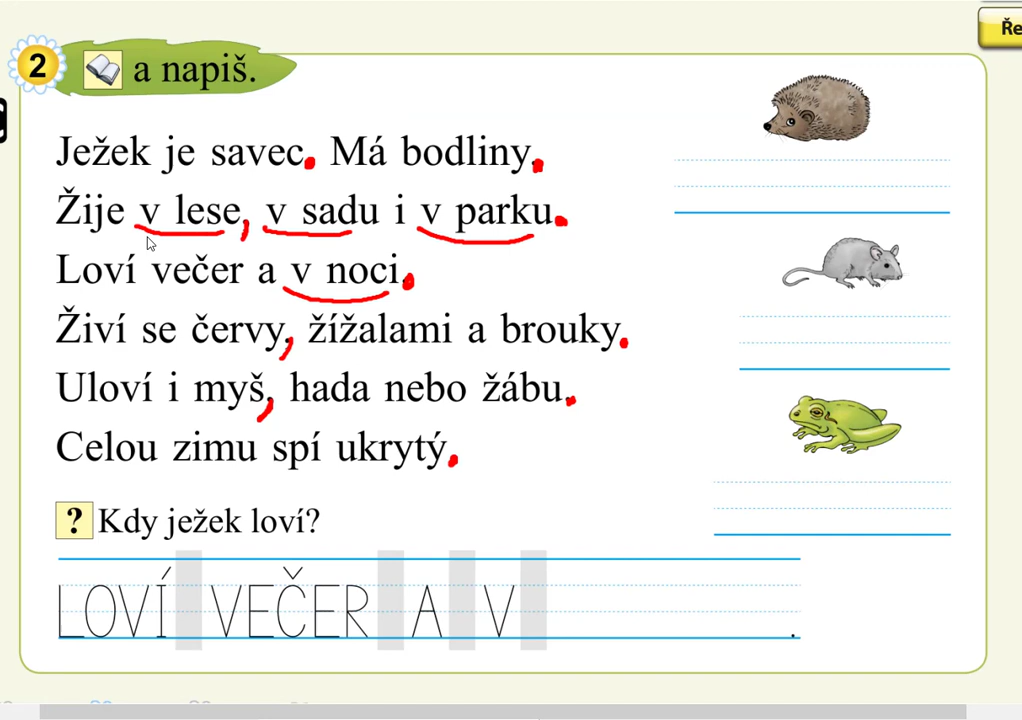 Ře
2 a napiš.
Ježek je savec. Má bodliny.
Žije v lese, v sadu i v parku.
Loví večer a v noci.
Živí se červy, žížalami a brouky.
Uloví i myš, hada nebo žábu.
Celou zimu spí ukrytý.
? Kdy ježek loví?
LOVÍ VEČER A V .